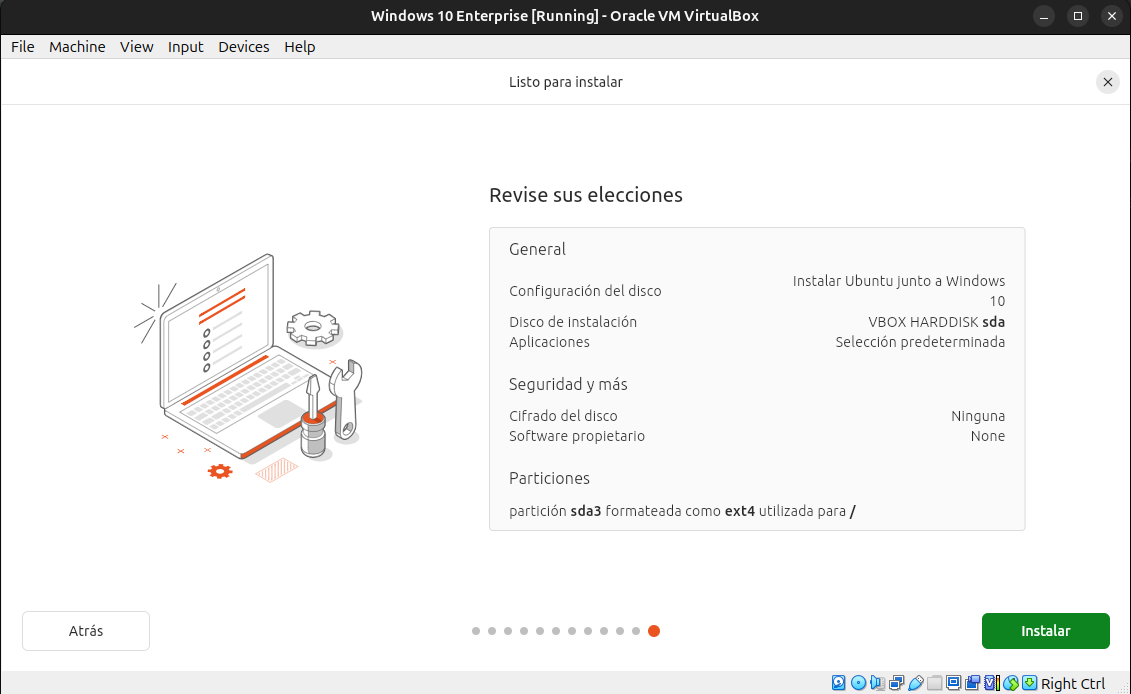 Windows 10 Enterprise [Running] - Oracle VM VirtualBox
File Machine View Input Devices Help
Listo para instalar
Revise sus elecciones
General
Configuración del disco Instalar Ubuntu junto a Windows
10
Disco de instalación VBOX HARDDISK sda
Aplicaciones Selección predeterminada
Seguridad y más
Cifrado del disco Ninguna
Software propietario None
Particiones
partición sda3 formateada como ext4 utilizada para /
Atrás Instalar
Right Ctrl